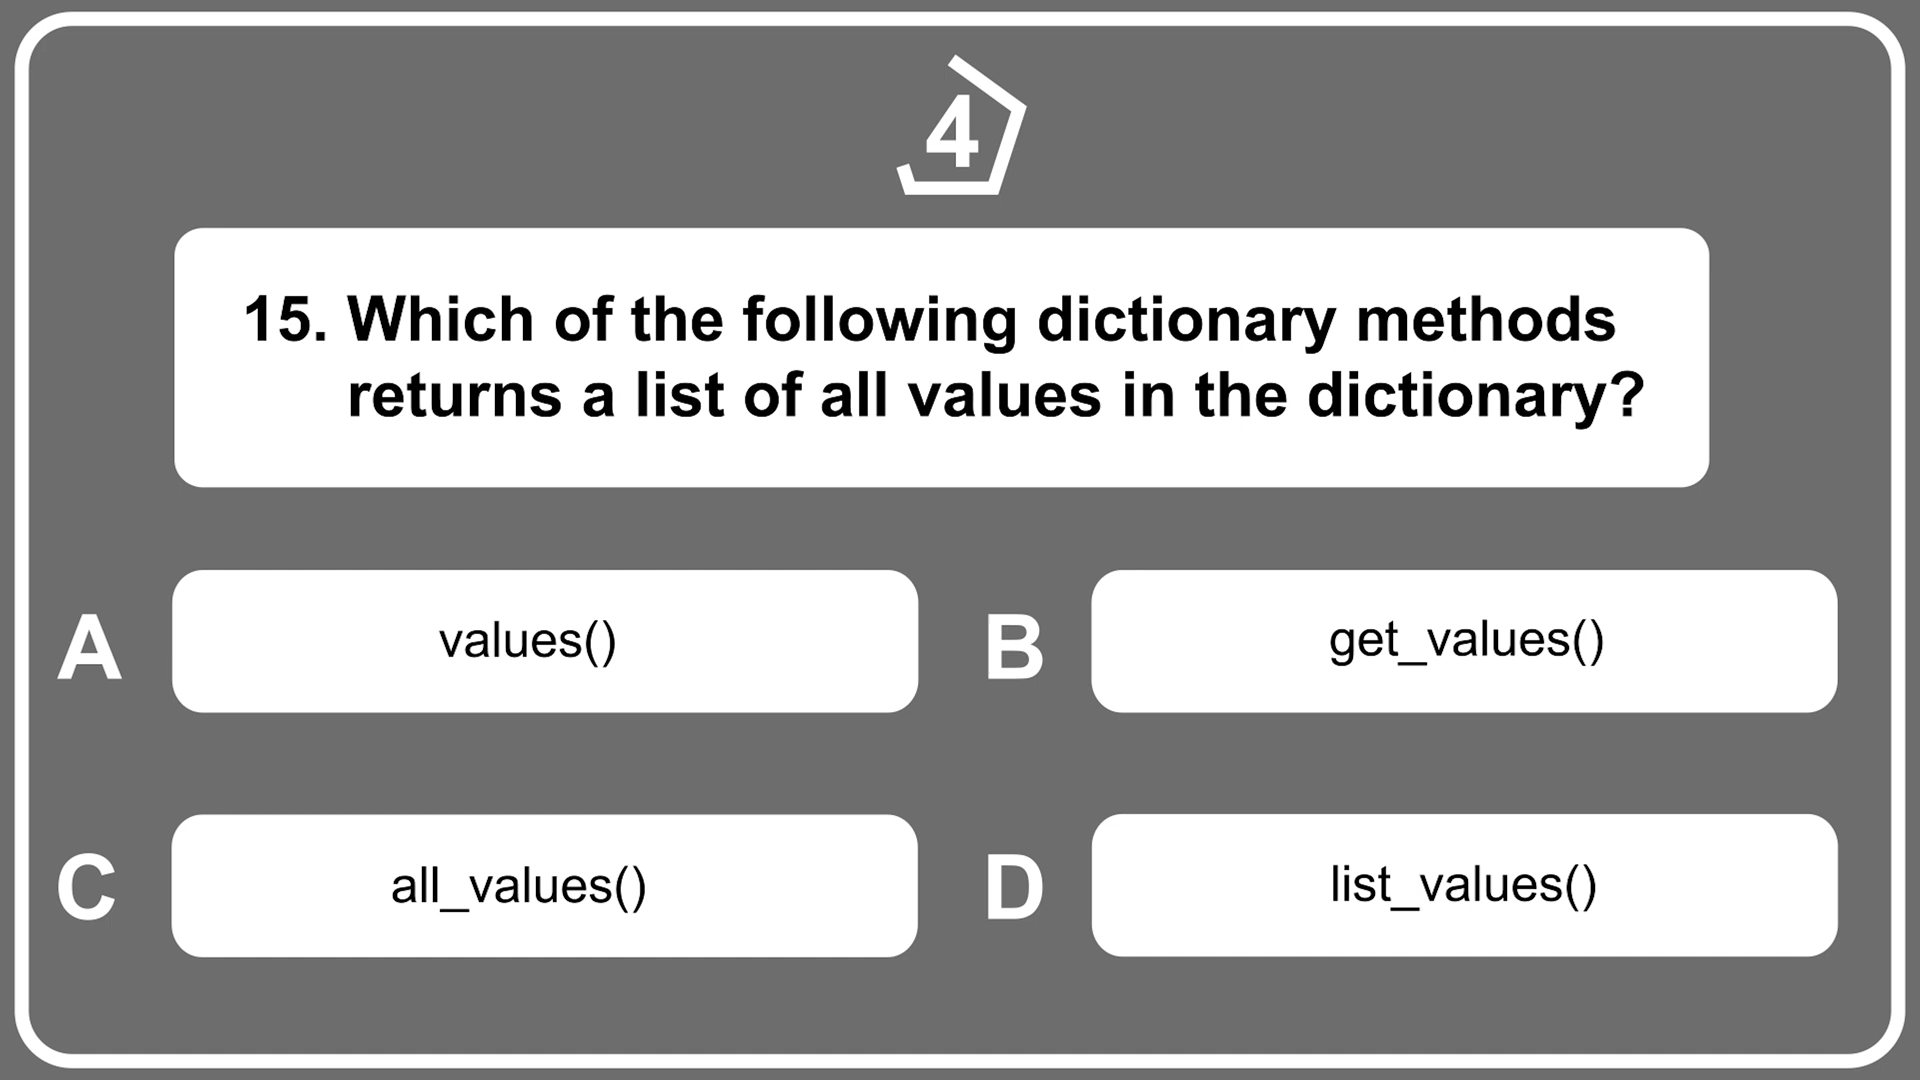 4
15. Which of the following dictionary methods
returns a list of all values in the dictionary?
A values()
B get_values()
C all_values()
D list_values()